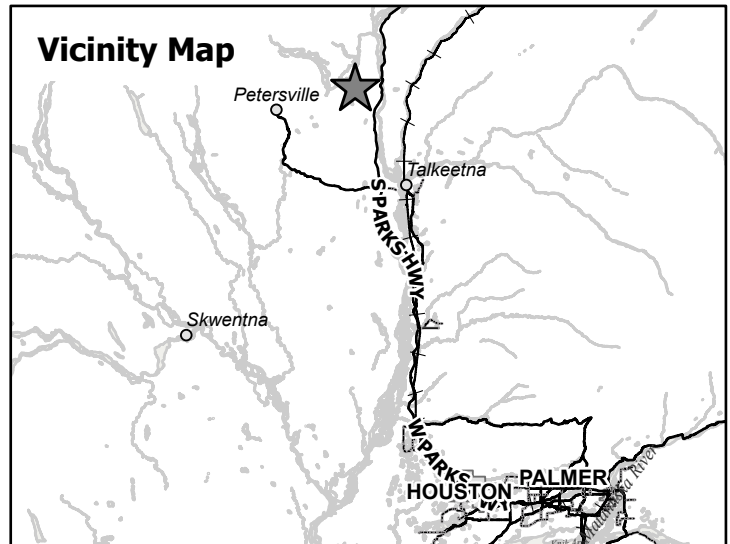 Vicinity Map
Petersville
Talkeetna
S PARKS HWY
Skwentna
W PARKS HWY
PALMER
HOUSTON
Matanuska River